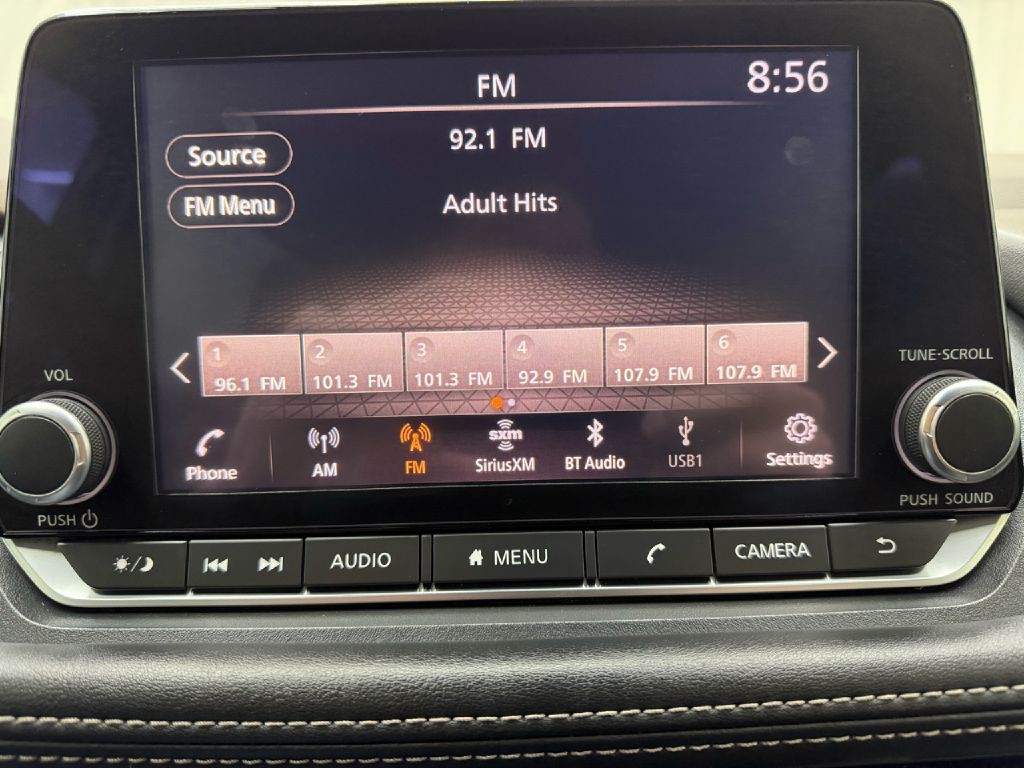 FM
8:56
92.1 FM
Source
FM Menu
Adult Hits
1
96.1 FM
2
101.3 FM
3
101.3 FM
4
92.9 FM
5
107.9 FM
6
107.9 FM
VOL
PUSH
TUNE·SCROLL
PUSH SOUND
Phone
AM
FM
sxm
SiriusXM
BT Audio
USB1
Settings
AUDIO
MENU
CAMERA